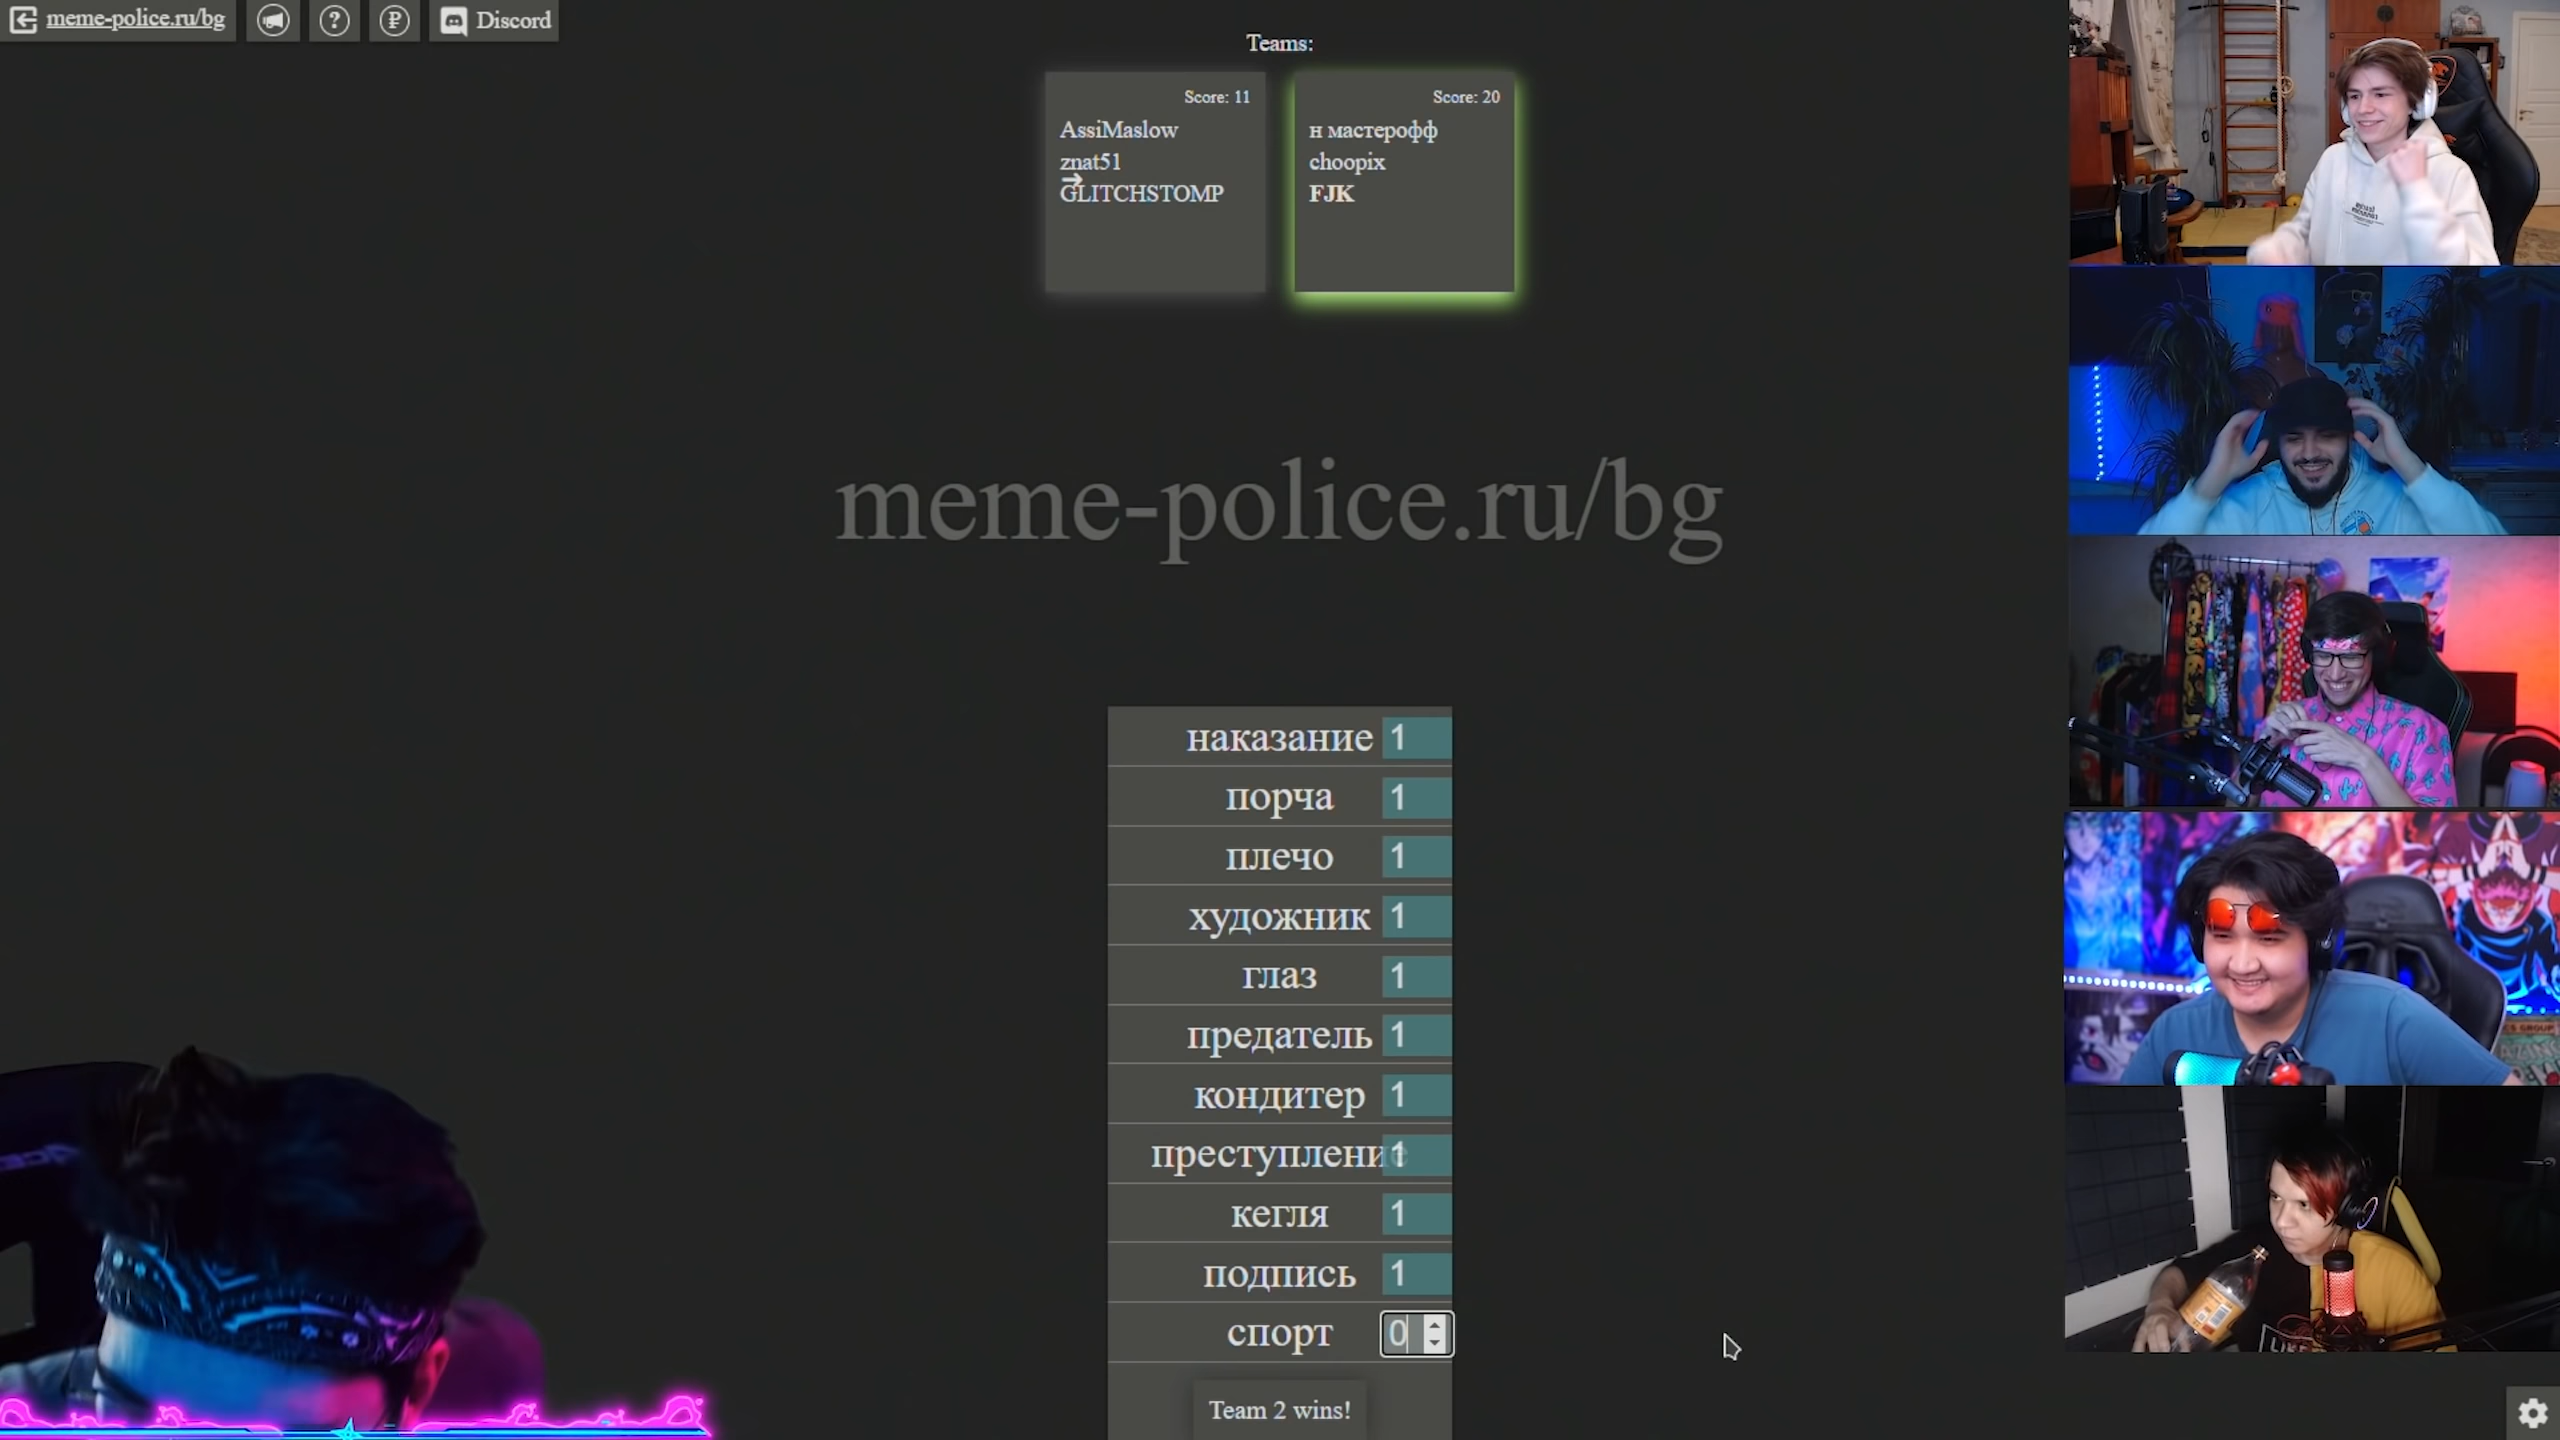 meme-police.ru/bg
Discord
Teams:
Score: 11
AssiMaslow
znat51
GLITCHSTOMP
Score: 20
н мастерофф
choopix
FJK
meme-police.ru/bg
наказание 1
порча 1
плечо 1
художник 1
глаз 1
предатель 1
кондитер 1
преступление 1
кегля 1
подпись 1
спорт 0
Team 2 wins!